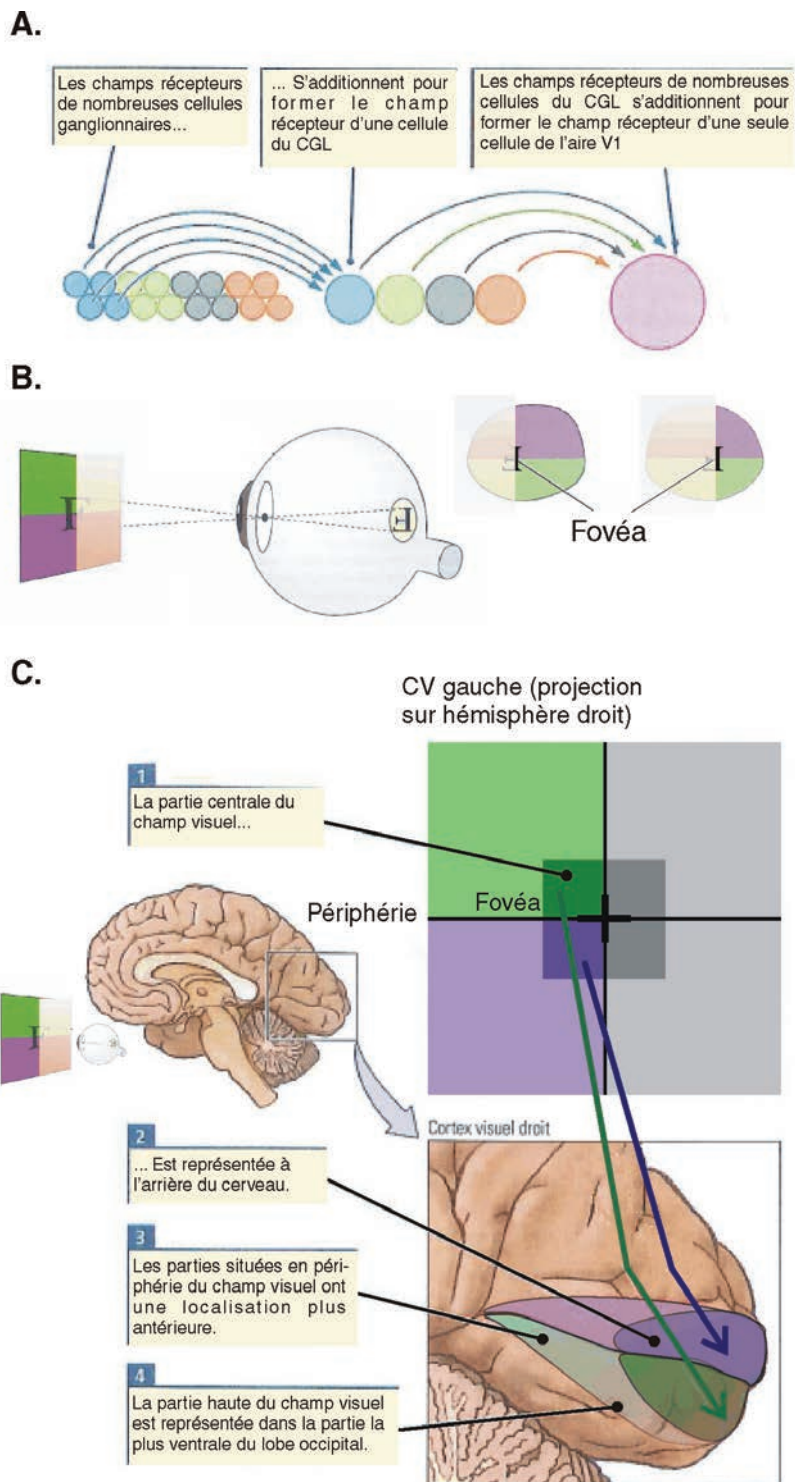 A.
Les champs récepteurs
de nombreuses cellules
ganglionnaires...
... S'additionnent pour
former le champ
récepteur d'une cellule
du CGL
Les champs récepteurs de nombreuses
cellules du CGL s'additionnent pour
former le champ récepteur d'une seule
cellule de l'aire V1
B.
Fovéa
C.
CV gauche (projection
sur hémisphère droit)
1
La partie centrale du
champ visuel...
Périphérie
Fovéa
Cortex visuel droit
2
... Est représentée à
l'arrière du cerveau.
3
Les parties situées en péri-
phérie du champ visuel ont
une localisation plus
antérieure.
4
La partie haute du champ visuel
est représentée dans la partie la
plus ventrale du lobe occipital.